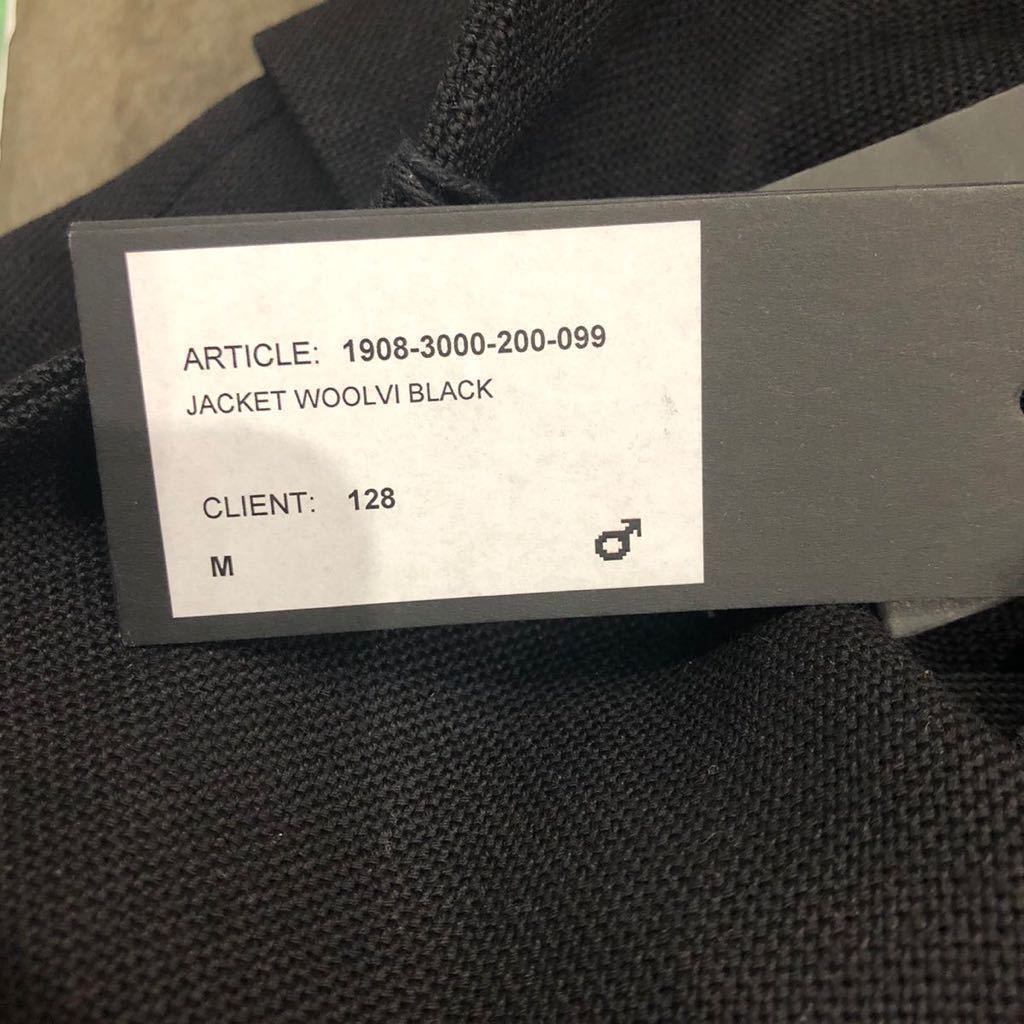 ARTICLE: 1908-3000-200-099
JACKET WOOLVI BLACK
CLIENT: 128
M